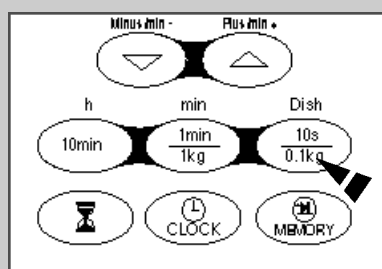 Minus/min - Plus/min +
h min Dish
10min 1min 10s
1kg 0.1kg
CLOCK MEMORY